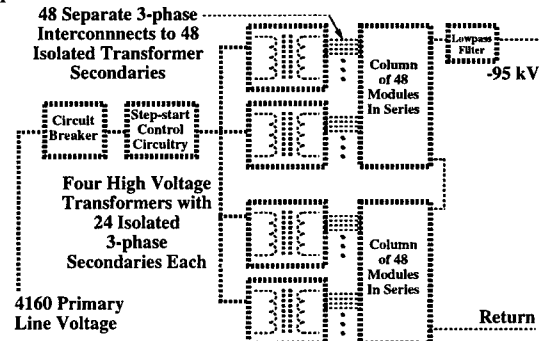 48 Separate 3-phase
Interconnnects to 48
Isolated Transformer
Secondaries
Lowpass
Filter
-95 kV
Column
of 48
Modules
In Series
Circuit
Breaker
Step-start
Control
Circuitry
Four High Voltage
Transformers with
24 Isolated
3-phase
Secondaries Each
Column
of 48
Modules
In Series
4160 Primary
Line Voltage
Return